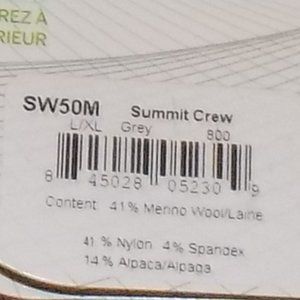 REZ À
RIEUR
SW50M Summit Crew
L/XL Grey 800
8 45028 05230 9
Content 41% Merino Wool/Laine
41 % Nylon 4% Spandex
14% Alpaca/Alpaga